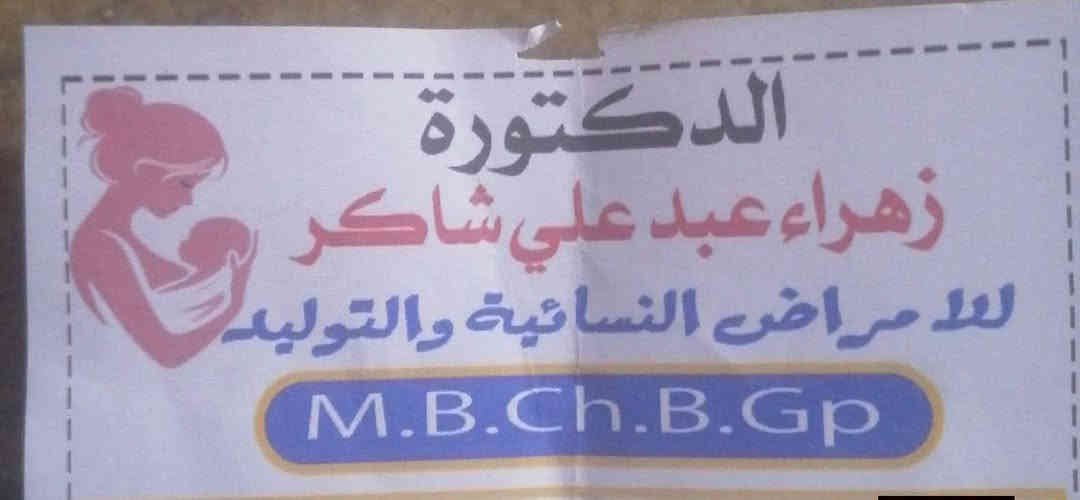 الدكتورة
زهراء عبد علي شاكر
للامراض النسائية والتوليد
M.B.Ch.B.Gp